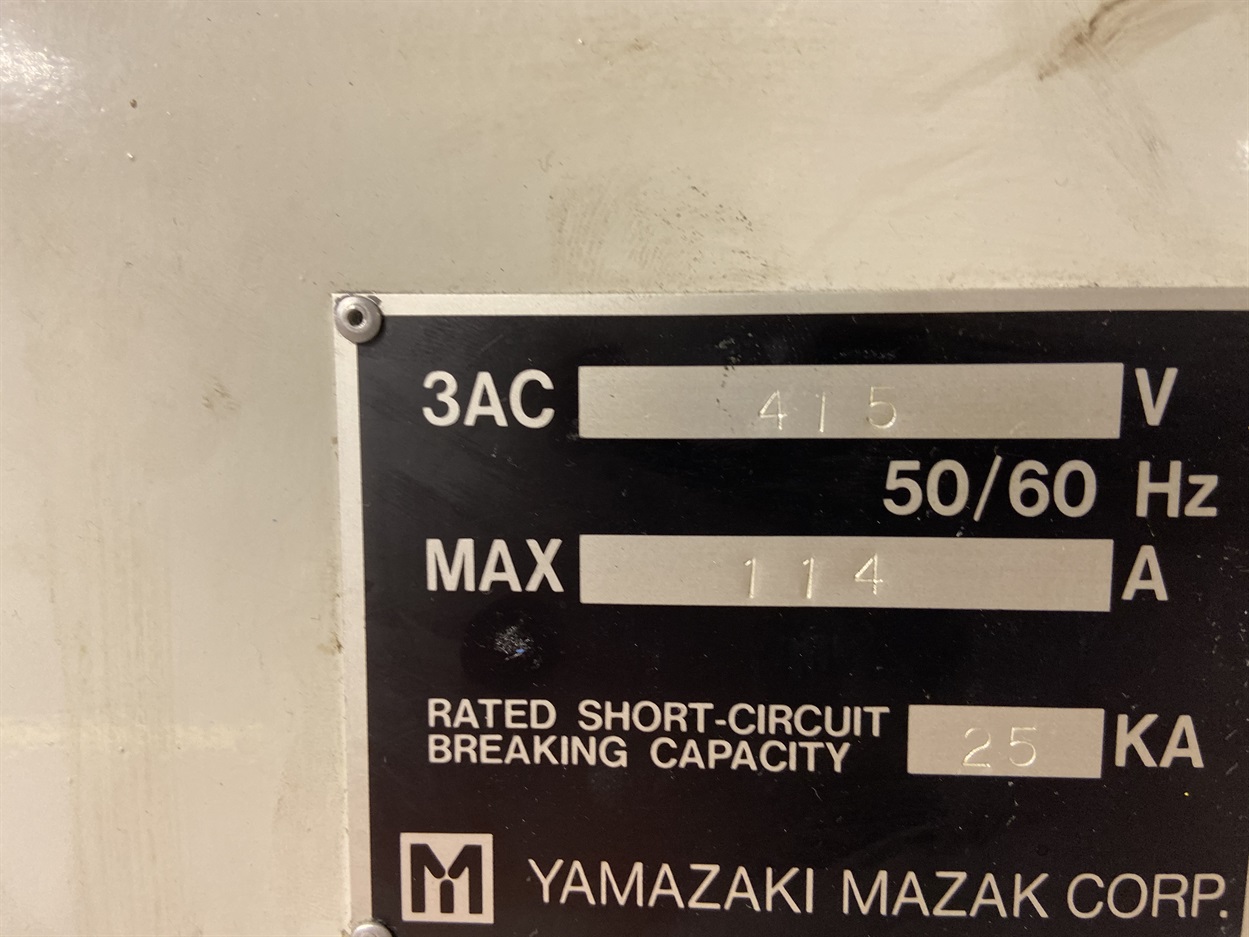 3AC 415 V
50/60 Hz
MAX 114 A
RATED SHORT-CIRCUIT
BREAKING CAPACITY 25 KA
M YAMAZAKI MAZAK CORP.